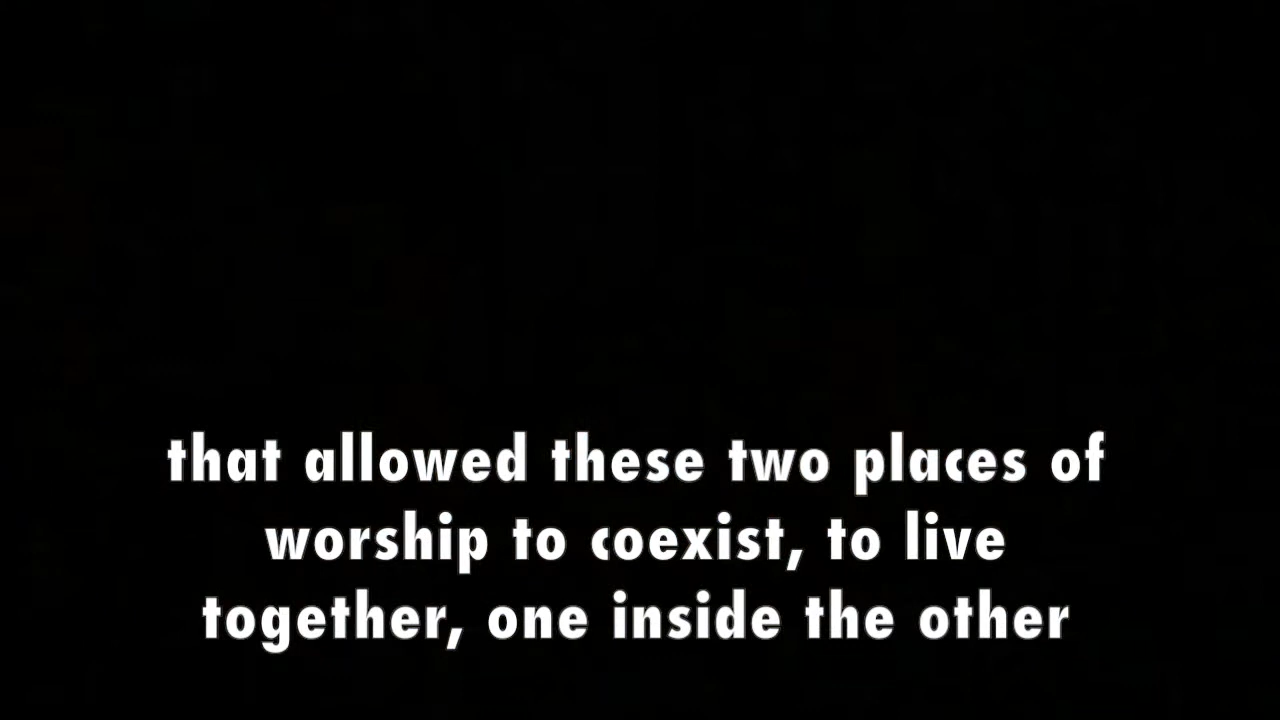 that allowed these two places of
worship to coexist, to live
together, one inside the other